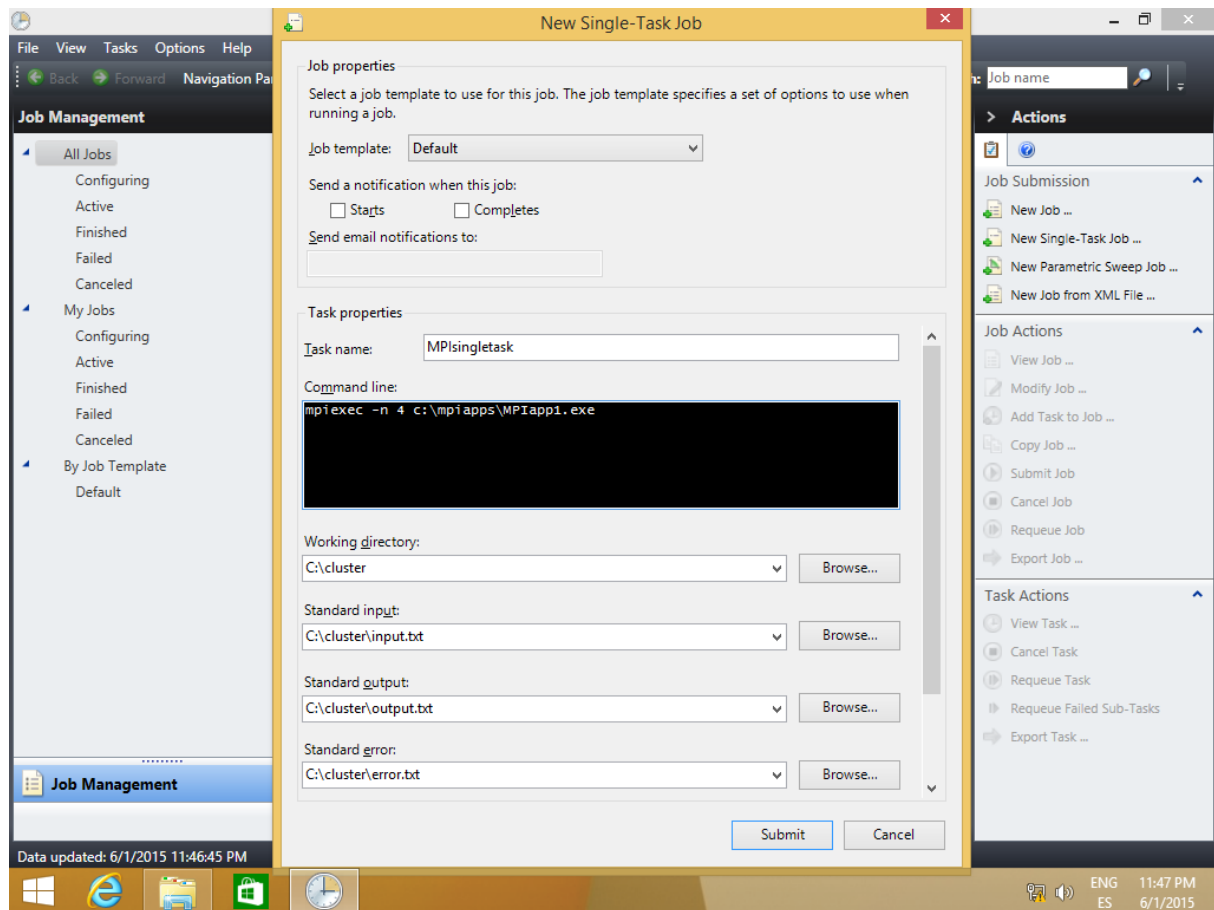 New Single-Task Job
File View Tasks Options Help
Back Forward Navigation Pa
h: Job name
Job Management
All Jobs
Configuring
Active
Finished
Failed
Canceled
My Jobs
Configuring
Active
Finished
Failed
Canceled
By Job Template
Default
Job Management
Data updated: 6/1/2015 11:46:45 PM
Job properties
Select a job template to use for this job. The job template specifies a set of options to use when
running a job.
Job template: Default
Send a notification when this job:
Starts Completes
Send email notifications to:
Task properties
Task name: MPIsingletask
Command line:
mpiexec -n 4 c:\mpiapps\MPIapp1.exe
Working directory:
C:\cluster Browse...
Standard input:
C:\cluster\input.txt Browse...
Standard output:
C:\cluster\output.txt Browse...
Standard error:
C:\cluster\error.txt Browse...
Submit Cancel
> Actions
Job Submission
New Job ...
New Single-Task Job ...
New Parametric Sweep Job ...
New Job from XML File ...
Job Actions
View Job ...
Modify Job ...
Add Task to Job ...
Copy Job ...
Submit Job
Cancel Job
Requeue Job
Export Job ...
Task Actions
View Task ...
Cancel Task
Requeue Task
Requeue Failed Sub-Tasks
Export Task ...
ENG 11:47 PM
ES 6/1/2015